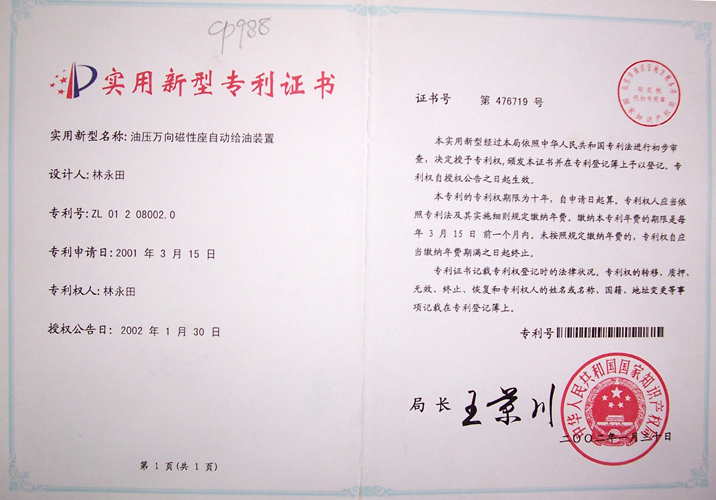 cp988
实用新型专利证书
实用新型名称: 油压万向磁性座自动给油装置
设计人: 林永田
专利号: ZL 01 2 08002.0
专利申请日: 2001 年 3 月 15 日
专利权人: 林永田
授权公告日: 2002 年 1 月 30 日
第 1 页(共 1 页)
证书号 第 476719 号
本实用新型经过本局依照中华人民共和国专利法进行初步审
查, 决定授予专利权, 颁发本证书并在专利登记簿上予以登记。专
利权自授权公告之日起生效。
本专利的专利权期限为十年, 自申请日起算。专利权人应当依
照专利法及其实施细则规定缴纳年费。缴纳本专利年费的期限是每
年 3 月 15 日 前一个月内。未按照规定缴纳年费的, 专利权自应
当缴纳年费期满之日起终止。
专利证书记载专利权登记时的法律状况。专利权的转移、质押、
无效、终止、恢复和专利权人的姓名或名称、国籍、地址变更等事
项记载在专利登记簿上。
专利号
局长 王景川
中华人民共和国国家知识产权局
二〇〇二年一月三十日